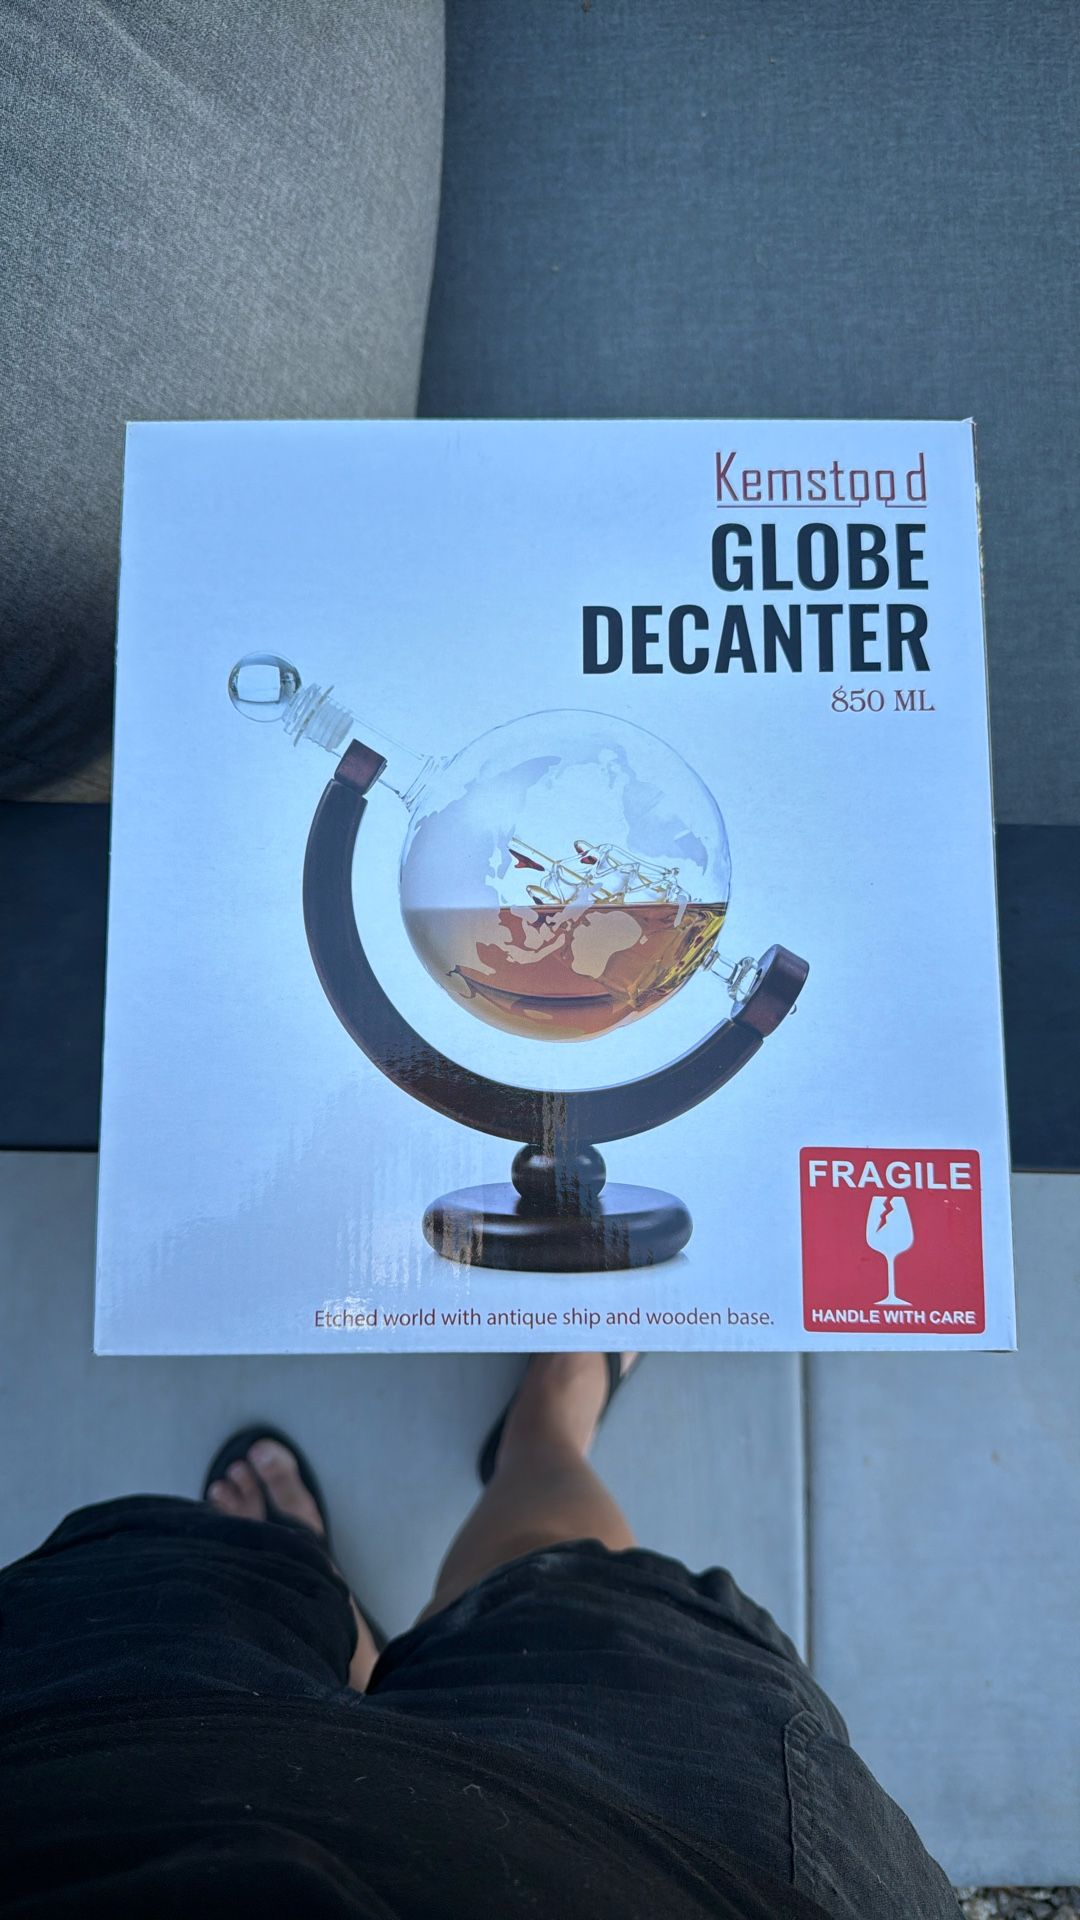 Kemstood
GLOBE
DECANTER
850 ML
Etched world with antique ship and wooden base.
FRAGILE
HANDLE WITH CARE